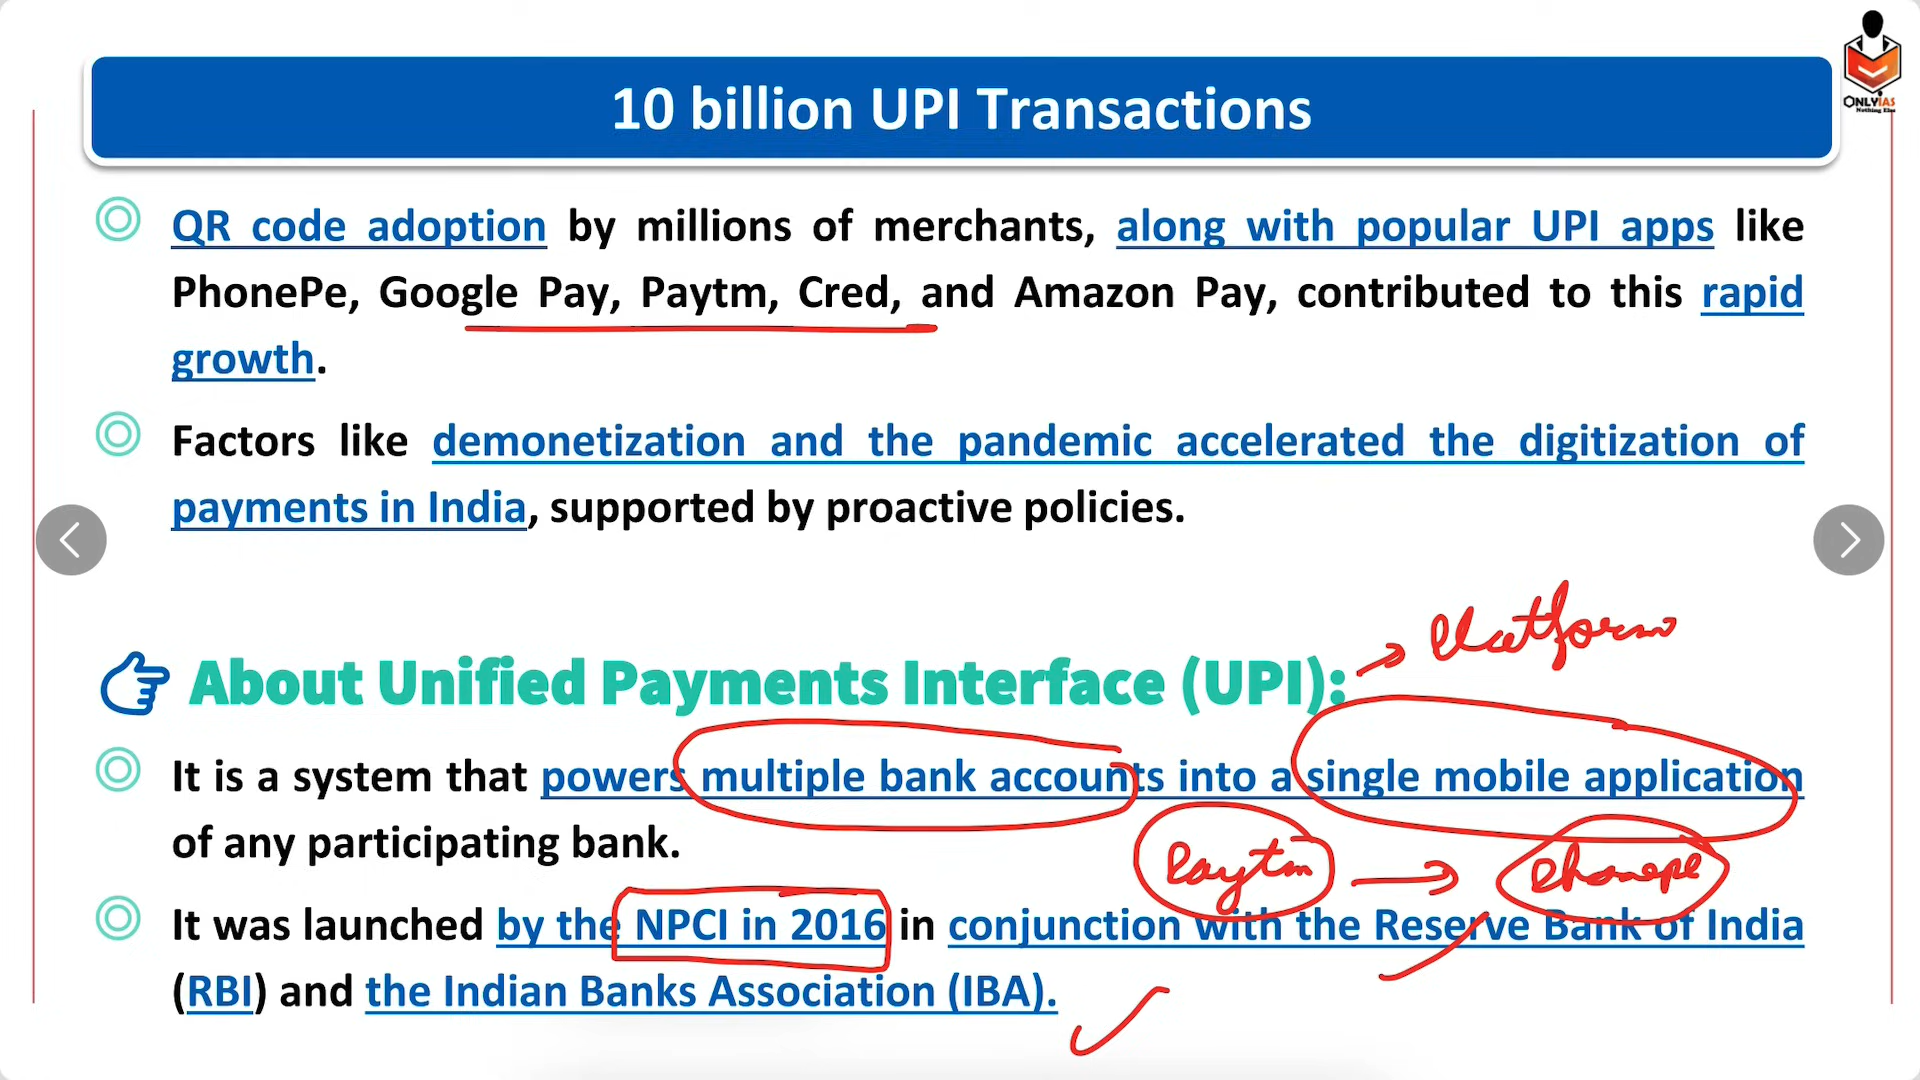 10 billion UPI Transactions
ONLYIAS
Nothing Else
QR code adoption by millions of merchants, along with popular UPI apps like
PhonePe, Google Pay, Paytm, Cred, and Amazon Pay, contributed to this rapid
growth.
Factors like demonetization and the pandemic accelerated the digitization of
payments in India, supported by proactive policies.
Platform
About Unified Payments Interface (UPI):
It is a system that powers multiple bank accounts into a single mobile application
of any participating bank.
Paytm → Phonepe
It was launched by the NPCI in 2016 in conjunction with the Reserve Bank of India
(RBI) and the Indian Banks Association (IBA).